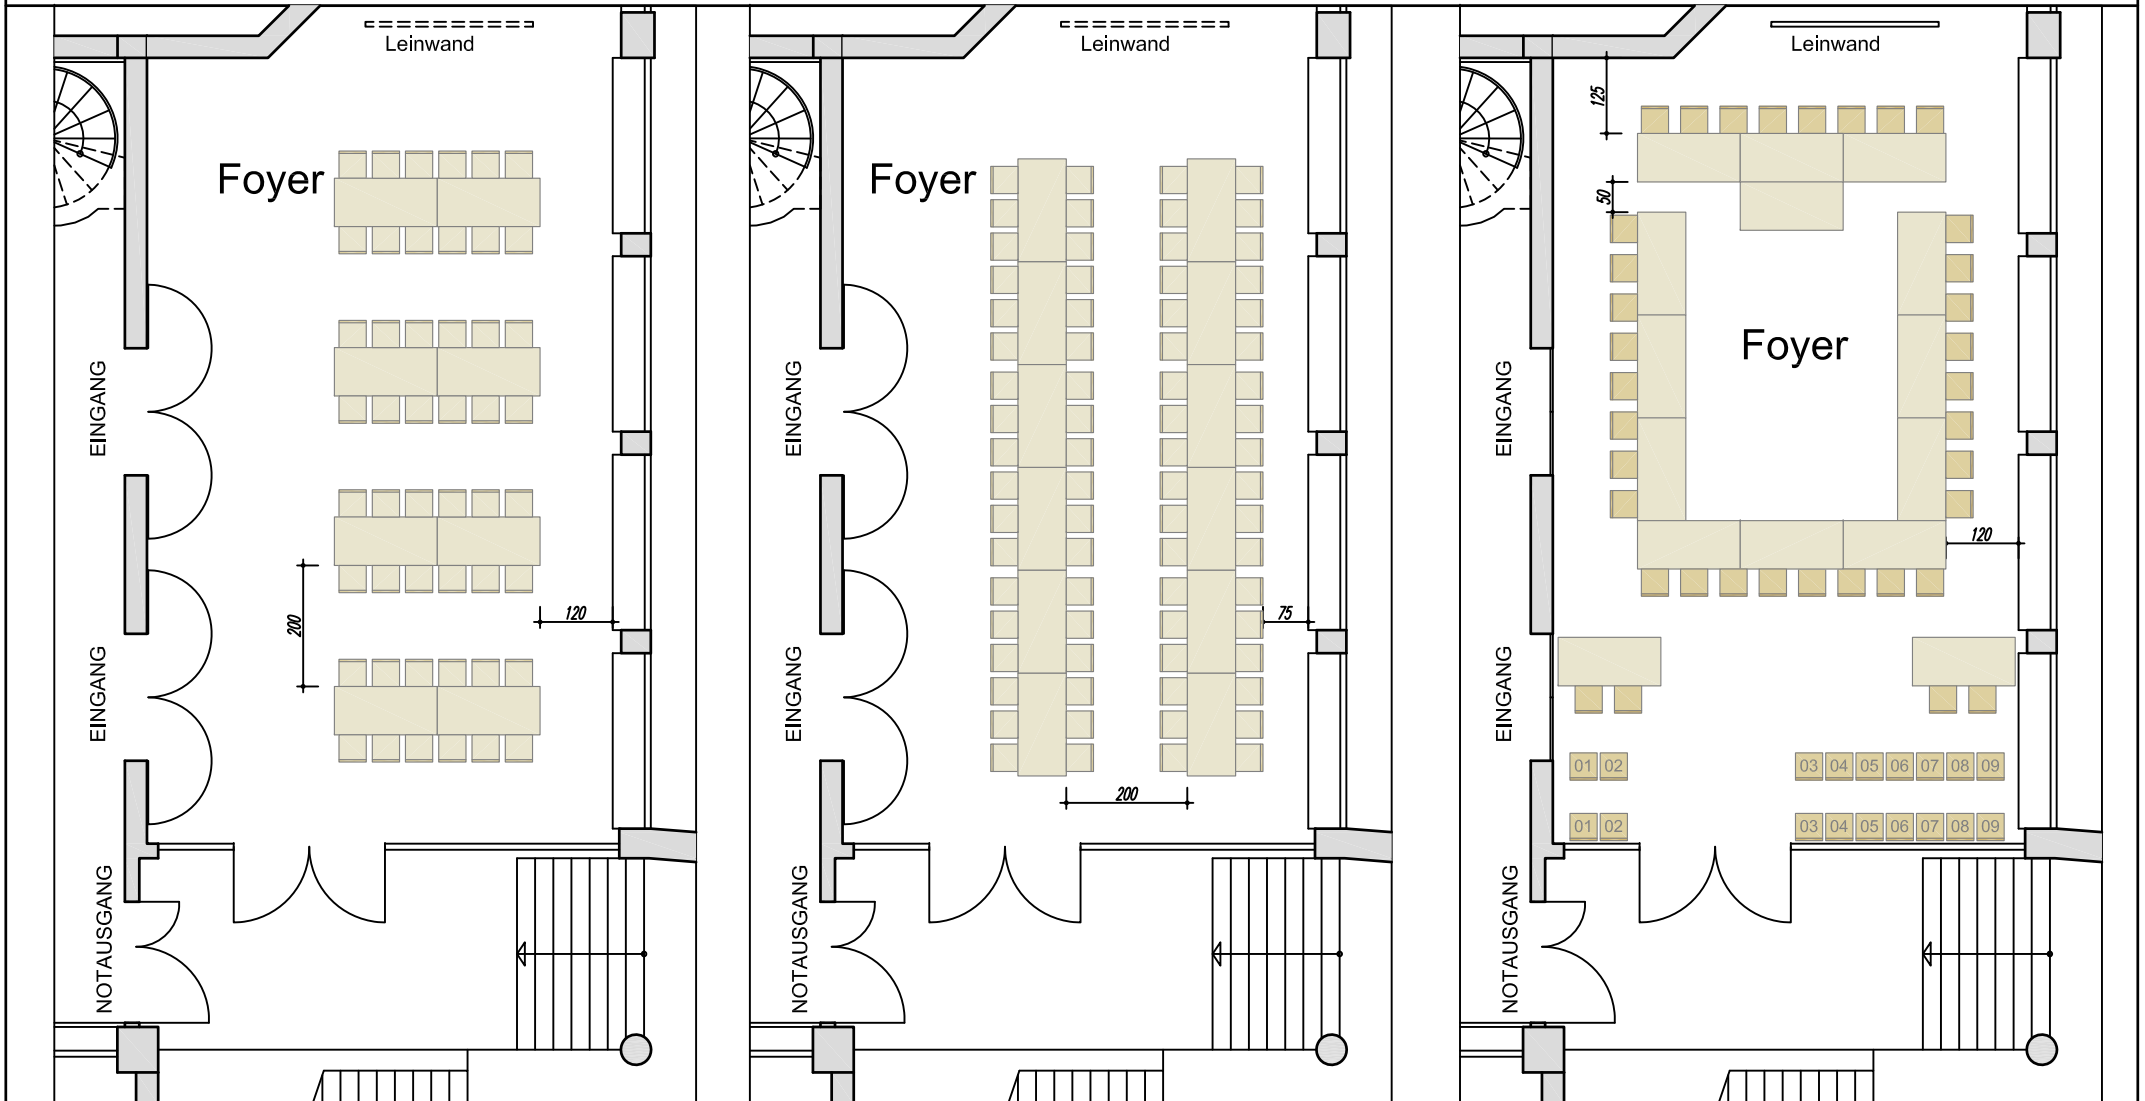 Leinwand
Foyer
EINGANG
200
120
EINGANG
NOTAUSGANG
Leinwand
Foyer
EINGANG
75
EINGANG
200
NOTAUSGANG
Leinwand
125
50
Foyer
EINGANG
120
EINGANG
01 02 03 04 05 06 07 08 09
01 02 03 04 05 06 07 08 09
NOTAUSGANG